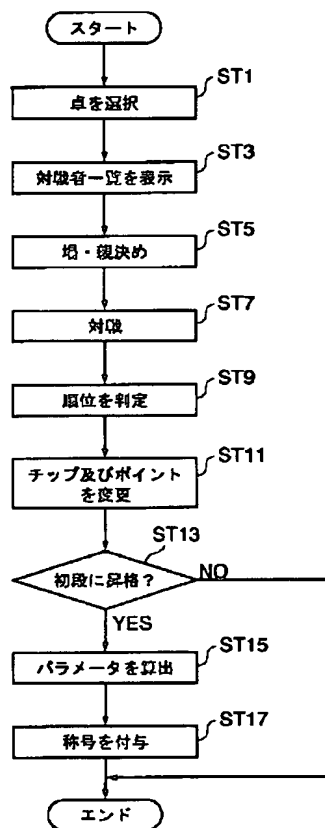 スタート
ST1
卓を選択
ST3
対戦者一覧を表示
ST5
場・親決め
ST7
対戦
ST9
順位を判定
ST11
チップ及びポイント
を変更
ST13
初段に昇格？
NO
YES
ST15
パラメータを算出
ST17
称号を付与
エンド